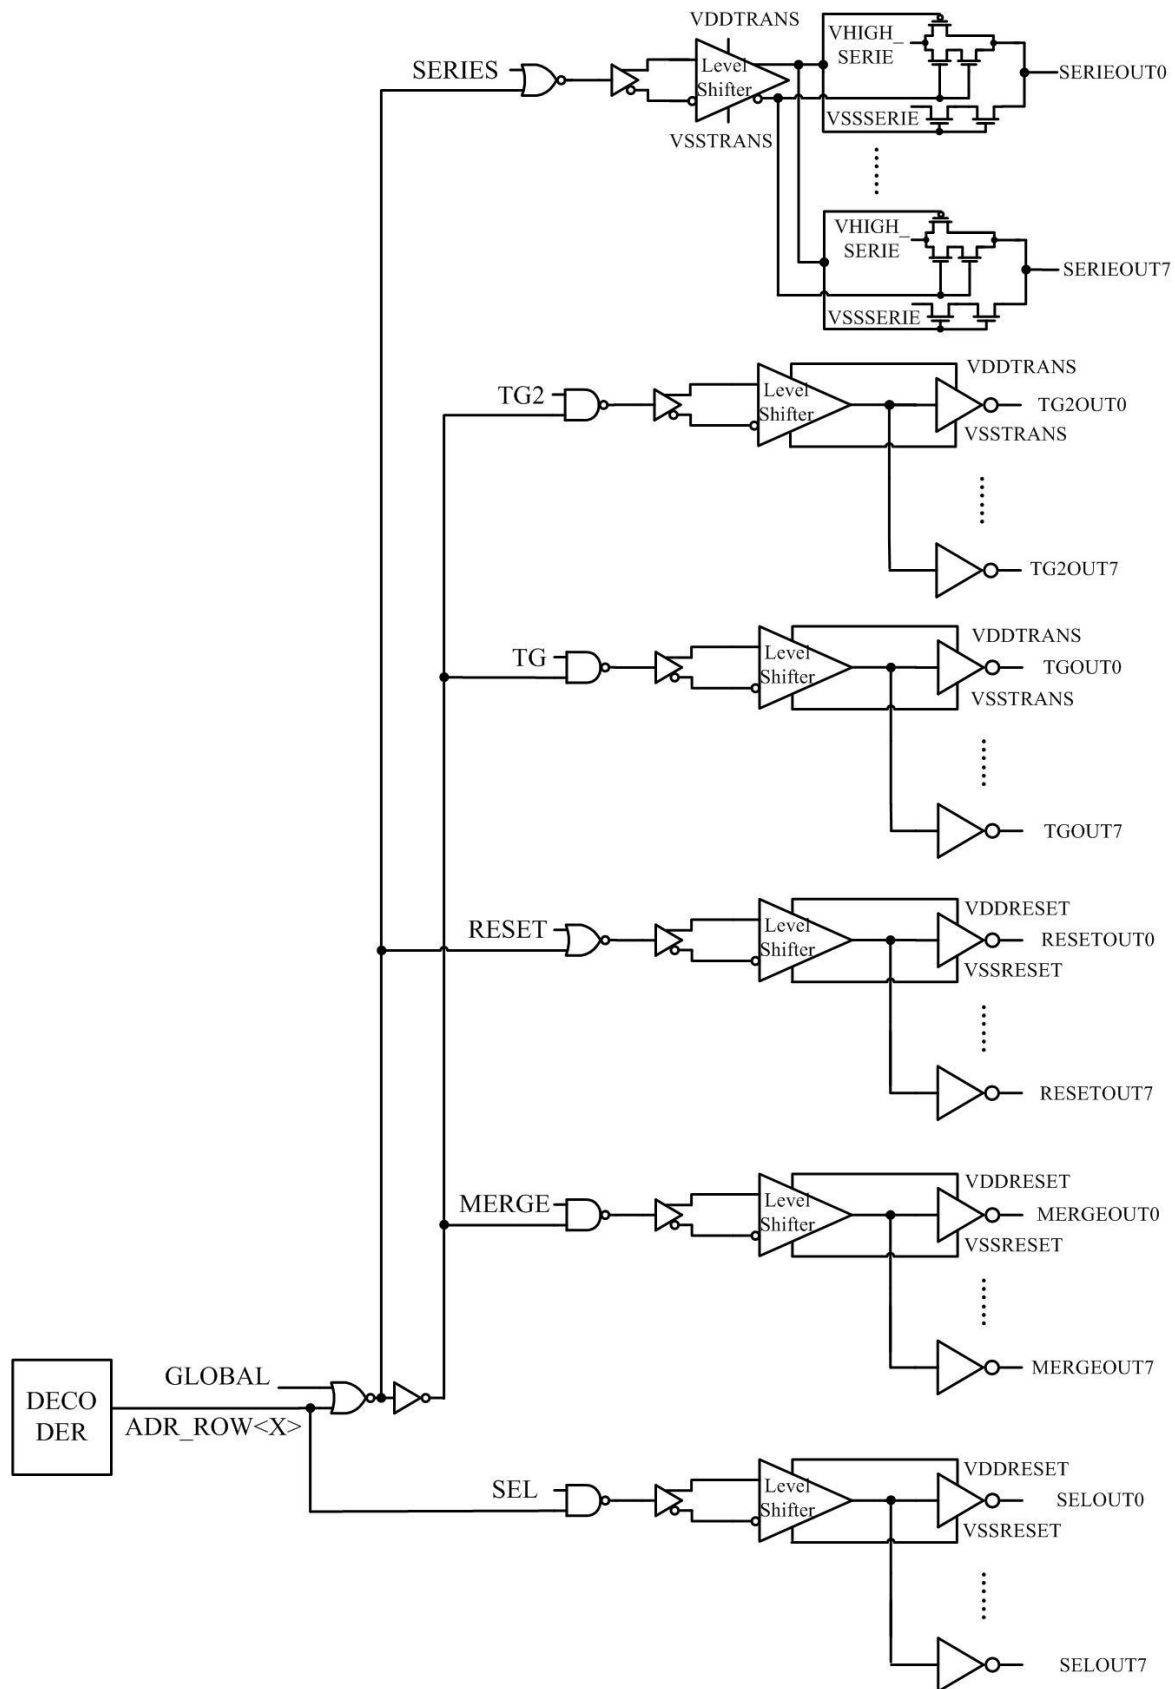 VDDTRANS
SERIES
Level
Shifter
VSSTRANS
VHIGH_
SERIE
SERIEOUT0
VSSSERIE
VHIGH_
SERIE
SERIEOUT7
VSSSERIE
TG2
Level
Shifter
VDDTRANS
TG2OUT0
VSSTRANS
TG2OUT7
TG
Level
Shifter
VDDTRANS
TGOUT0
VSSTRANS
TGOUT7
RESET
Level
Shifter
VDDRESET
RESETOUT0
VSSRESET
RESETOUT7
MERGE
Level
Shifter
VDDRESET
MERGEOUT0
VSSRESET
MERGEOUT7
DECO
DER
GLOBAL
ADR_ROW<X>
SEL
Level
Shifter
VDDRESET
SELOUT0
VSSRESET
SELOUT7